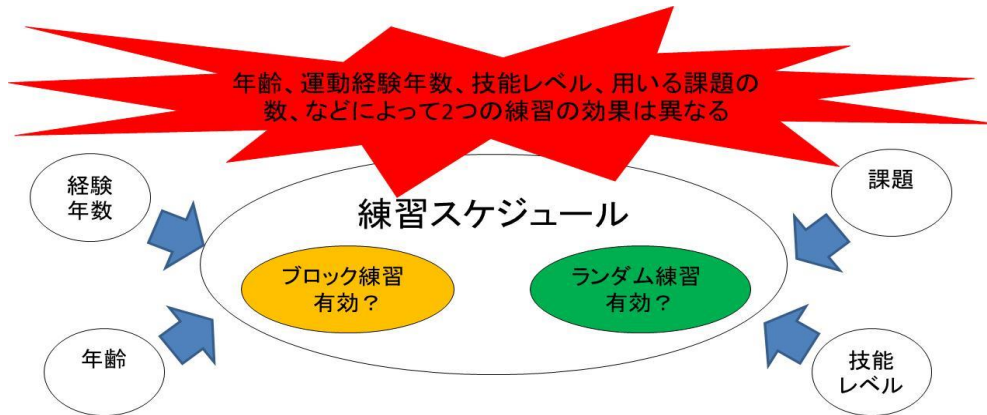 年齢、運動経験年数、技能レベル、用いる課題の
数、などによって2つの練習の効果は異なる
経験
年数
課題
練習スケジュール
ブロック練習
有効？
ランダム練習
有効？
年齢
技能
レベル